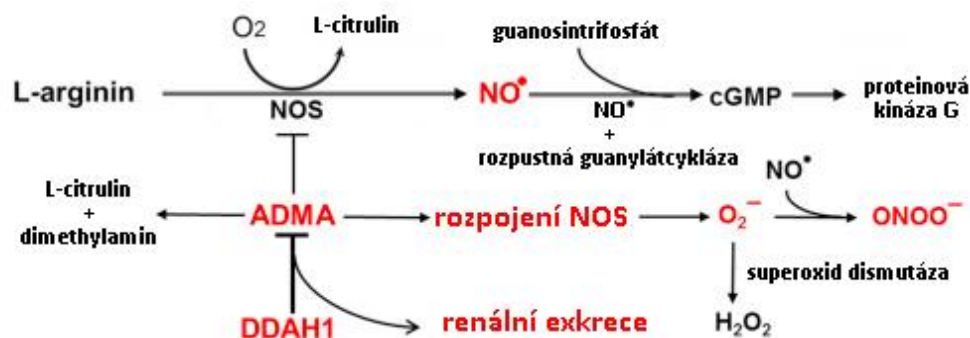 O2
L-citrulin
guanosintrifosfát
L-arginin
NOS
NO•
cGMP
proteinová
kináza G
NO•
+
rozpustná guanylátcykláza
L-citrulin
+
dimethylamin
ADMA
rozpojení NOS
O2−
NO•
ONOO−
superoxid dismutáza
DDAH1
renální exkrece
H2O2